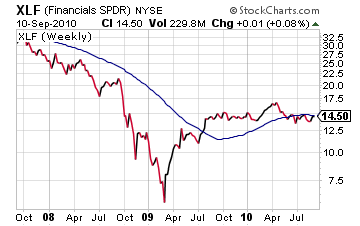 XLF (Financials SPDR) NYSE © StockCharts.com
10-Sep-2010 Cl 14.50 Vol 229.8M Chg +0.01 (+0.08%)
XLF (Weekly)
32.5
30.0
27.5
25.0
22.5
20.0
17.5
14.50
12.5
10.0
7.5
Oct 08 Apr Jul Oct 09 Apr Jul Oct 10 Apr Jul